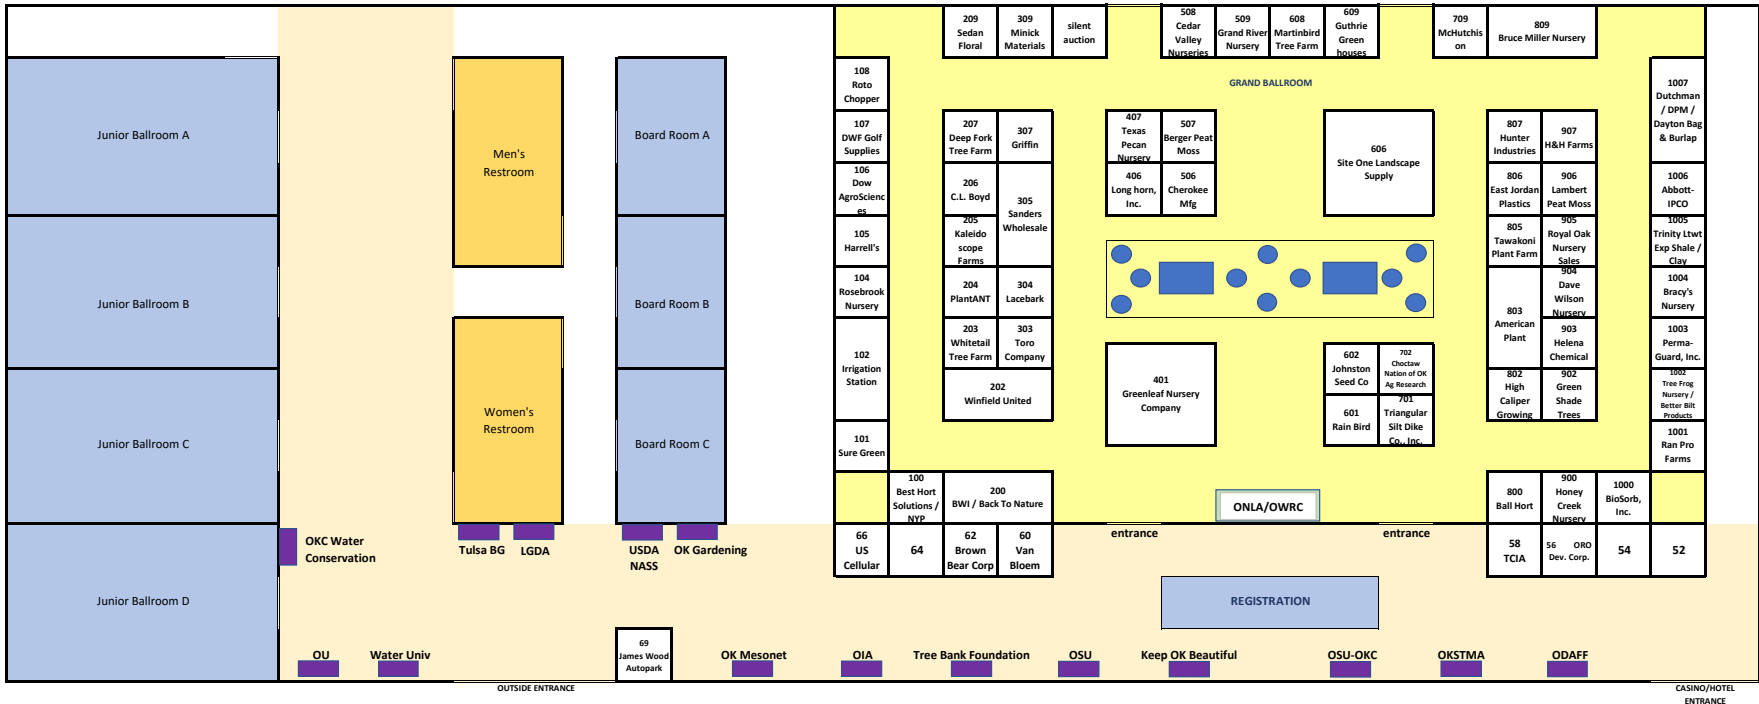 209
Sedan
Floral
309
Minick
Materials
silent
auction
508
Cedar
Valley
Nurseries
509
Grand River
Nursery
608
Martinbird
Tree Farm
609
Guthrie
Green
houses
709
McHutchis
on
809
Bruce Miller Nursery
GRAND BALLROOM
108
Roto
Chopper
1007
Dutchman
/ DPM /
Dayton Bag
& Burlap
Junior Ballroom A
Men's
Restroom
Board Room A
107
DWF Golf
Supplies
207
Deep Fork
Tree Farm
307
Griffin
407
Texas
Pecan
Nursery
507
Berger Peat
Moss
606
Site One Landscape
Supply
807
Hunter
Industries
907
H&H Farms
106
Dow
AgroScienc
es
206
C.L. Boyd
305
Sanders
Wholesale
406
Long horn,
Inc.
506
Cherokee
Mfg
806
East Jordan
Plastics
906
Lambert
Peat Moss
1006
Abbott-
IPCO
105
Harrell's
205
Kaleido
scope
Farms
805
Tawakoni
Plant Farm
905
Royal Oak
Nursery
Sales
1005
Trinity Ltwt
Exp Shale /
Clay
Junior Ballroom B
Board Room B
104
Rosebrook
Nursery
204
PlantANT
304
Lacebark
803
American
Plant
904
Dave
Wilson
Nursery
1004
Bracy's
Nursery
102
Irrigation
Station
203
Whitetail
Tree Farm
303
Toro
Company
903
Helena
Chemical
1003
Perma-
Guard, Inc.
202
Winfield United
401
Greenleaf Nursery
Company
602
Johnston
Seed Co
702
Choctaw
Nation of OK
Ag Research
802
High
Caliper
Growing
902
Green
Shade
Trees
1002
Tree Frog
Nursery /
Better Bilt
Products
Women's
Restroom
601
Rain Bird
701
Triangular
Silt Dike
Co., Inc.
Junior Ballroom C
Board Room C
101
Sure Green
1001
Ran Pro
Farms
100
Best Hort
Solutions /
NYP
200
BWI / Back To Nature
ONLA/OWRC
800
Ball Hort
900
Honey
Creek
Nursery
1000
BioSorb,
Inc.
OKC Water
Conservation
Tulsa BG
LGDA
USDA
NASS
OK Gardening
66
US
Cellular
64
62
Brown
Bear Corp
60
Van
Bloem
entrance
entrance
58
TCIA
56 ORO
Dev. Corp.
54
52
Junior Ballroom D
REGISTRATION
OU
Water Univ
69
James Wood
Autopark
OK Mesonet
OIA
Tree Bank Foundation
OSU
Keep OK Beautiful
OSU-OKC
OKSTMA
ODAFF
OUTSIDE ENTRANCE
CASINO/HOTEL
ENTRANCE